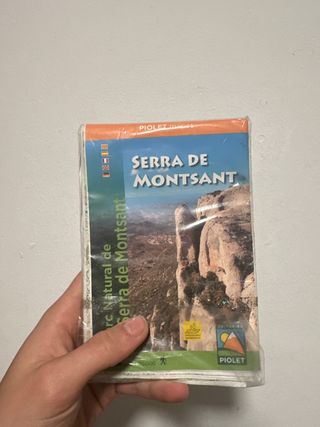 PIOLET
SERRA DE
MONTSANT
Parc Natural de
Serra de Montsant
PIOLET